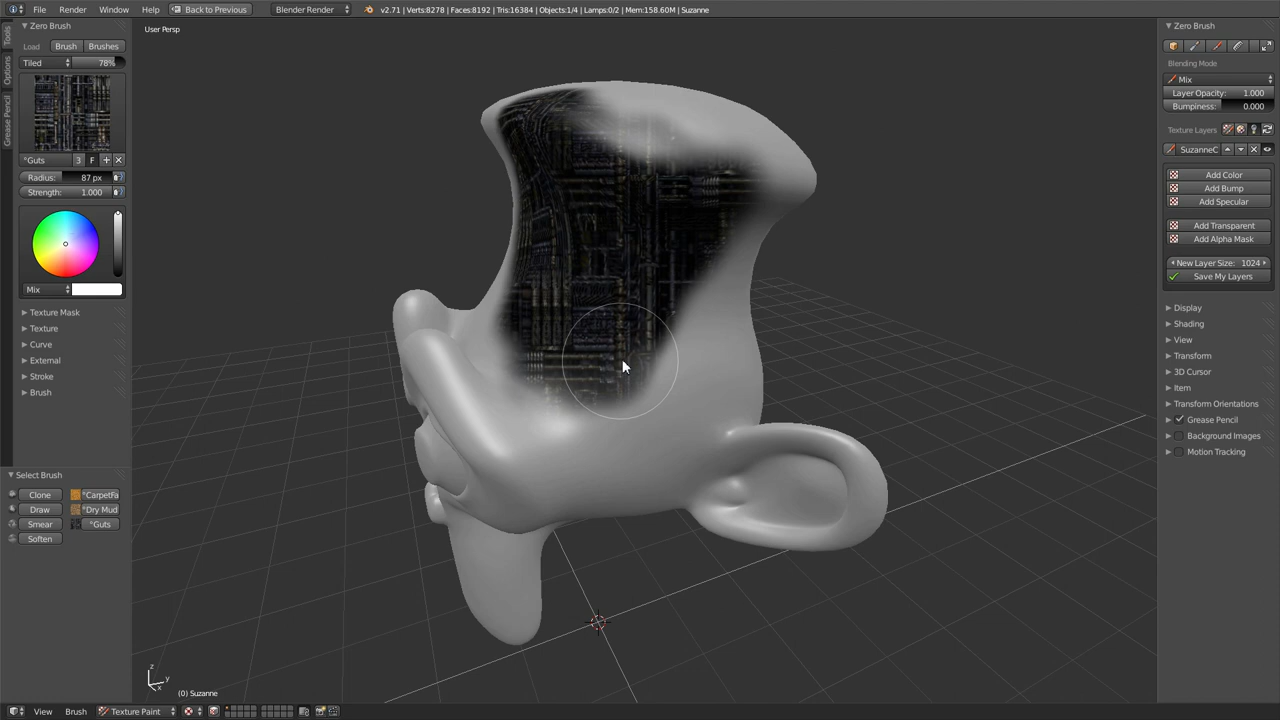 File Render Window Help Back to Previous Blender Render v2.71 | Verts:8278 | Faces:8192 | Tris:16384 | Objects:1/4 | Lamps:0/2 | Mem:158.60M | Suzanne
Tools
Options
Grease Pencil
Zero Brush
Load Brush Brushes
Tiled 78%
°Guts 3 F
Radius: 87 px
Strength: 1.000
Mix
Texture Mask
Texture
Curve
External
Stroke
Brush
Select Brush
Clone °CarpetFa
Draw °Dry Mud
Smear °Guts
Soften
User Persp
z
y
x
(0) Suzanne
Zero Brush
Blending Mode
Mix
Layer Opacity: 1.000
Bumpiness: 0.000
Texture Layers
SuzanneC
Add Color
Add Bump
Add Specular
Add Transparent
Add Alpha Mask
New Layer Size: 1024
Save My Layers
Display
Shading
View
Transform
3D Cursor
Item
Transform Orientations
Grease Pencil
Background Images
Motion Tracking
View Brush Texture Paint